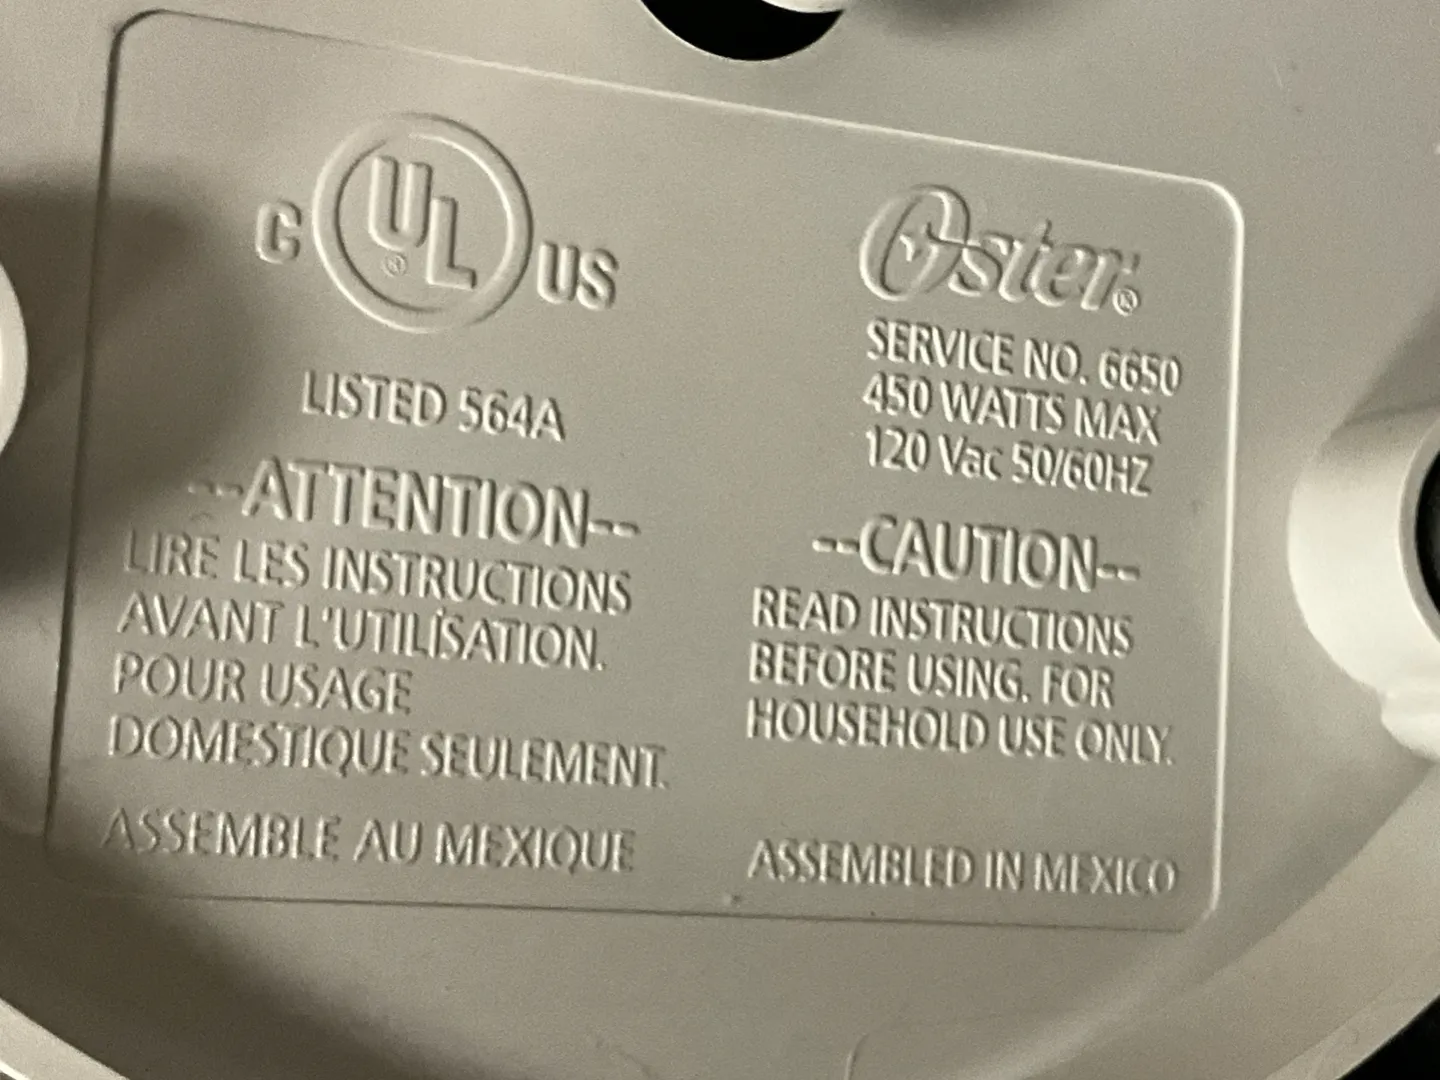 C UL® US
LISTED 564A
--ATTENTION--
LIRE LES INSTRUCTIONS
AVANT L'UTILISATION.
POUR USAGE
DOMESTIQUE SEULEMENT.
ASSEMBLE AU MEXIQUE
Oster®
SERVICE NO. 6650
450 WATTS MAX
120 Vac 50/60HZ
--CAUTION--
READ INSTRUCTIONS
BEFORE USING. FOR
HOUSEHOLD USE ONLY.
ASSEMBLED IN MEXICO